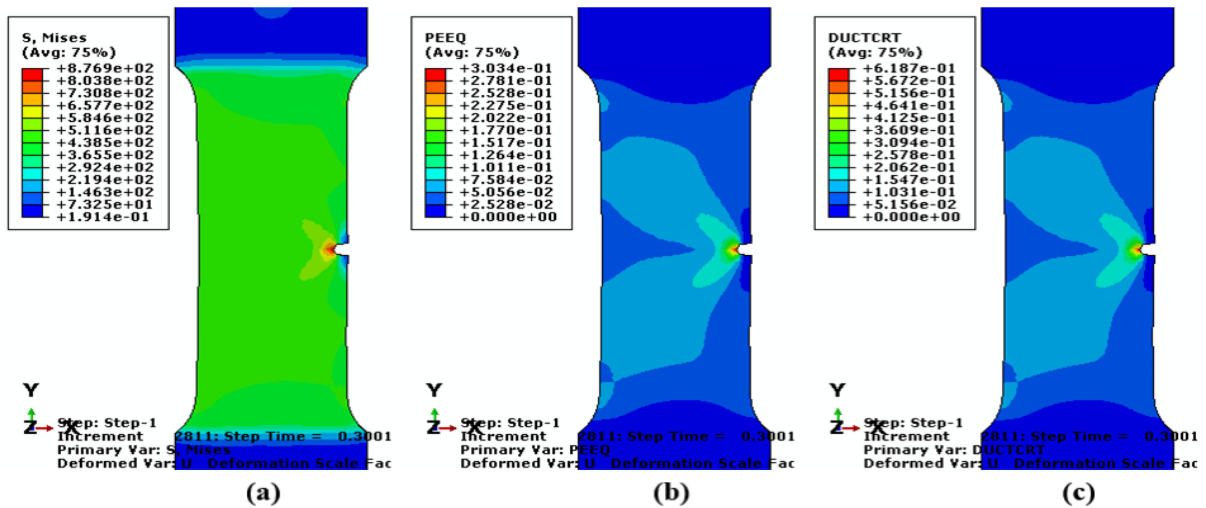 S, Mises
(Avg: 75%)
+8.769e+02
+8.038e+02
+7.308e+02
+6.577e+02
+5.846e+02
+5.116e+02
+4.385e+02
+3.655e+02
+2.924e+02
+2.194e+02
+1.463e+02
+7.325e+01
+1.914e-01
Y
Z X
Step: Step-1
Increment 2811: Step Time = 0.3001
Primary Var: S, Mises
Deformed Var: U Deformation Scale Fac
(a)
PEEQ
(Avg: 75%)
+3.034e-01
+2.781e-01
+2.528e-01
+2.275e-01
+2.022e-01
+1.770e-01
+1.517e-01
+1.264e-01
+1.011e-01
+7.584e-02
+5.056e-02
+2.528e-02
+0.000e+00
Y
Z X
Step: Step-1
Increment 2811: Step Time = 0.3001
Primary Var: PEEQ
Deformed Var: U Deformation Scale Fac
(b)
DUCTCRT
(Avg: 75%)
+6.187e-01
+5.672e-01
+5.156e-01
+4.641e-01
+4.125e-01
+3.609e-01
+3.094e-01
+2.578e-01
+2.062e-01
+1.547e-01
+1.031e-01
+5.156e-02
+0.000e+00
Y
Z X
Step: Step-1
Increment 2811: Step Time = 0.3001
Primary Var: DUCTCRT
Deformed Var: U Deformation Scale Fac
(c)